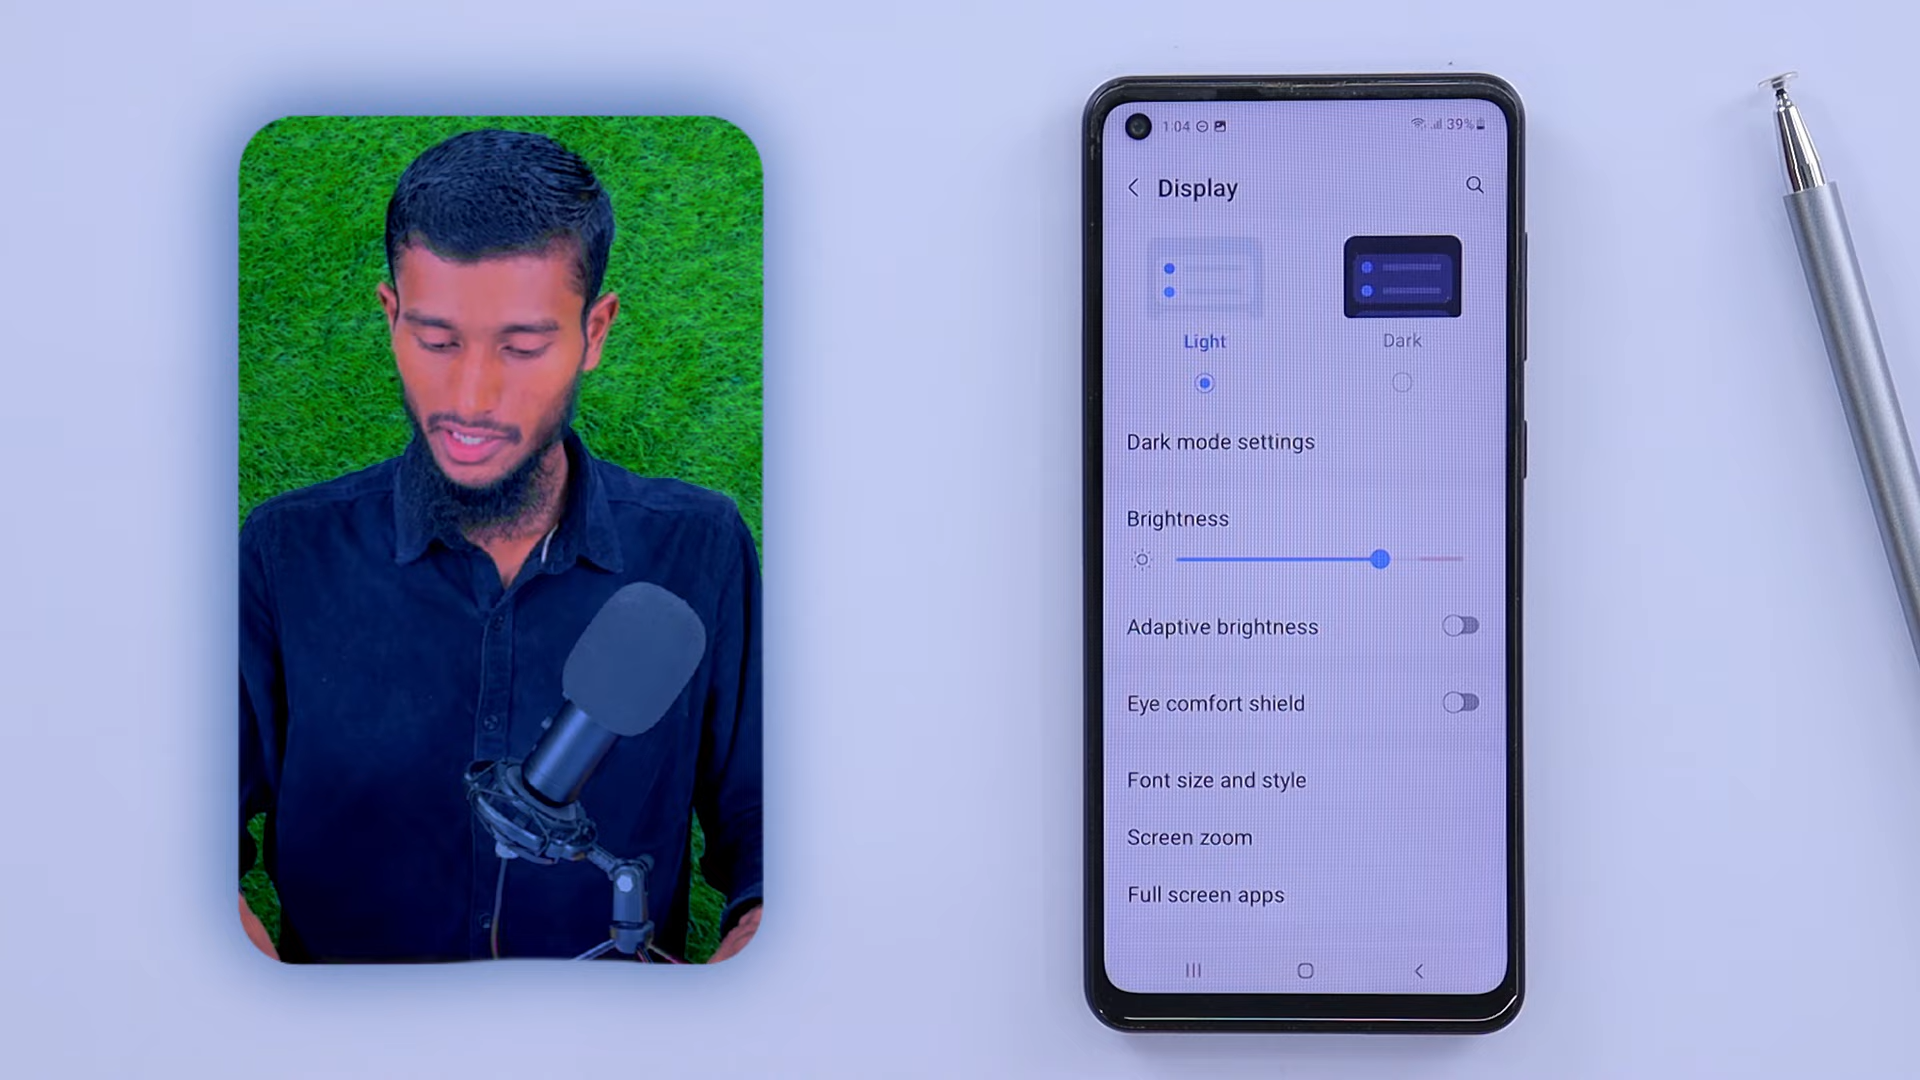 1:04
39%
Display
Light
Dark
Dark mode settings
Brightness
Adaptive brightness
Eye comfort shield
Font size and style
Screen zoom
Full screen apps